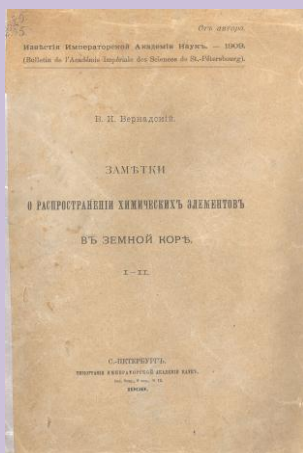 Отъ автора.
Извѣстія Императорской Академіи Наукъ. — 1909.
(Bulletin de l'Académie Impériale des Sciences de St.-Pétersbourg).
В. И. Вернадскій.
ЗАМѢТКИ
О РАСПРОСТРАНЕНІИ ХИМИЧЕСКИХЪ ЭЛЕМЕНТОВЪ
ВЪ ЗЕМНОЙ КОРѢ.
I–II.
С.-ПЕТЕРБУРГЪ.
ТИПОГРАФІЯ ИМПЕРАТОРСКОЙ АКАДЕМІИ НАУКЪ.
1909.